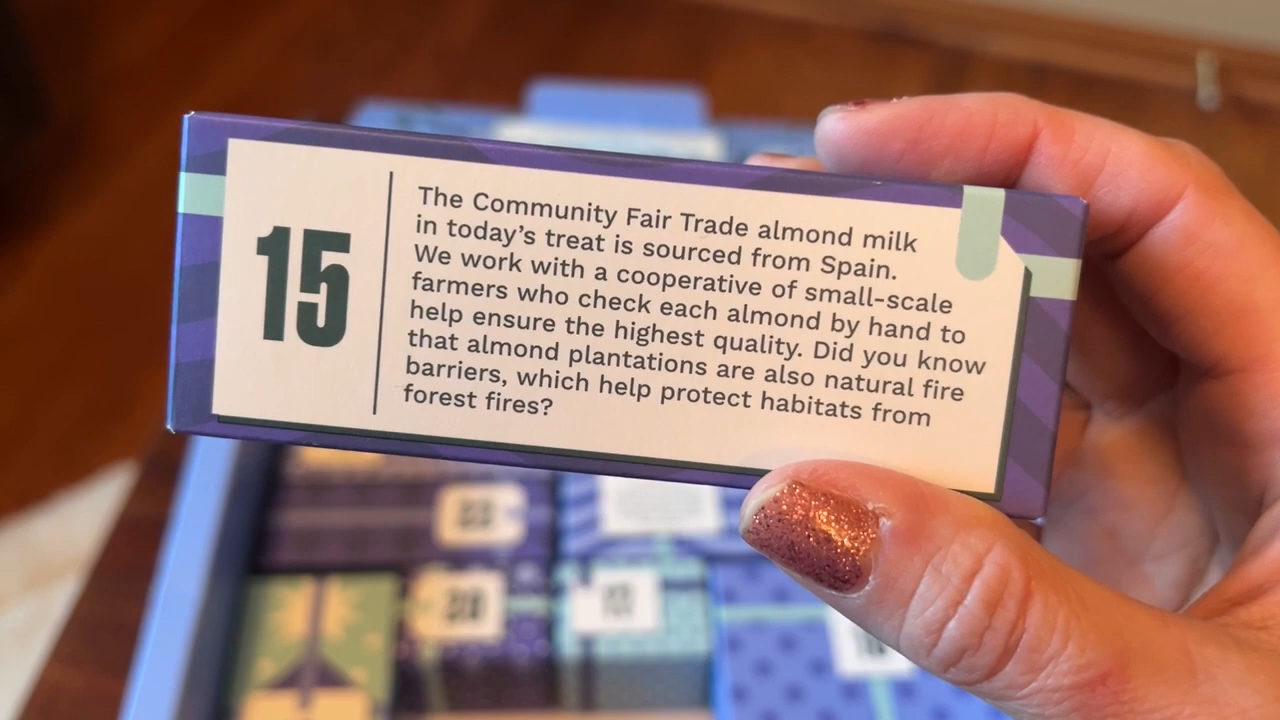 15
The Community Fair Trade almond milk
in today's treat is sourced from Spain.
We work with a cooperative of small-scale
farmers who check each almond by hand to
help ensure the highest quality. Did you know
that almond plantations are also natural fire
barriers, which help protect habitats from
forest fires?
20